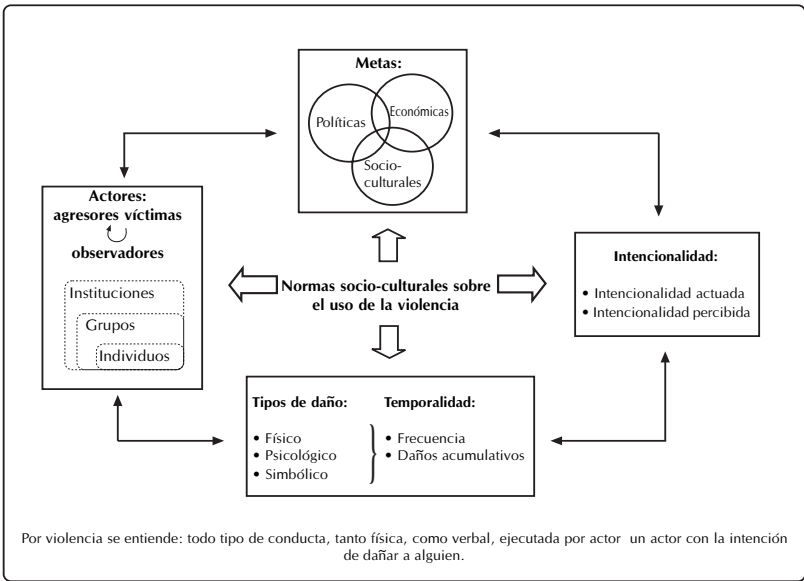 Metas:
Políticas
Económicas
Socio-
culturales
Actores:
agresores víctimas
observadores
Instituciones
Grupos
Individuos
Normas socio-culturales sobre
el uso de la violencia
Intencionalidad:
• Intencionalidad actuada
• Intencionalidad percibida
Tipos de daño:
• Físico
• Psicológico
• Simbólico
Temporalidad:
• Frecuencia
• Daños acumulativos
Por violencia se entiende: todo tipo de conducta, tanto física, como verbal, ejecutada por actor un actor con la intención
de dañar a alguien.